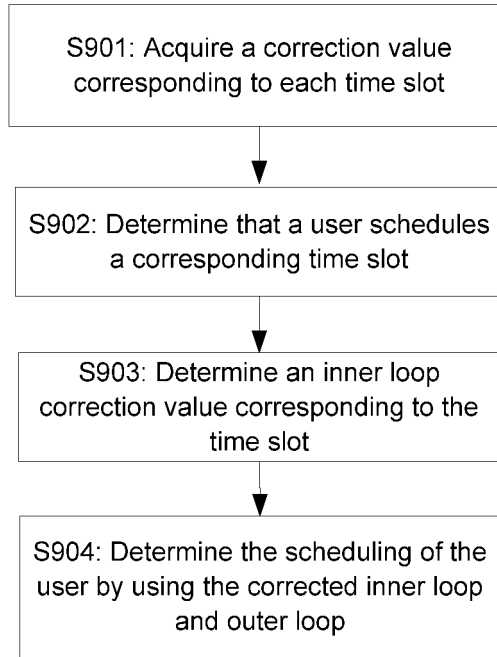 S901: Acquire a correction value
corresponding to each time slot
S902: Determine that a user schedules
a corresponding time slot
S903: Determine an inner loop
correction value corresponding to the
time slot
S904: Determine the scheduling of the
user by using the corrected inner loop
and outer loop